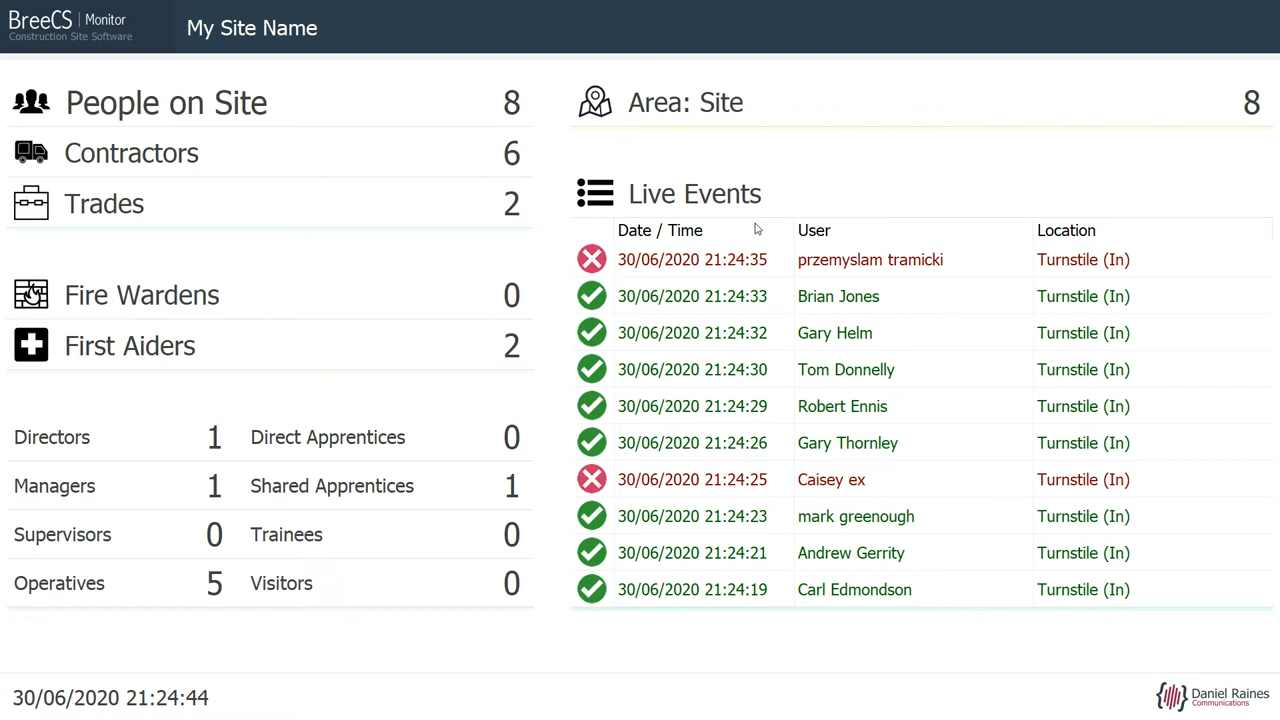 BreeCS | Monitor
Construction Site Software
My Site Name
People on Site 8
Contractors 6
Trades 2
Fire Wardens 0
First Aiders 2
Directors 1 Direct Apprentices 0
Managers 1 Shared Apprentices 1
Supervisors 0 Trainees 0
Operatives 5 Visitors 0
Area: Site 8
Live Events
Date / Time User Location
30/06/2020 21:24:35 przemyslam tramicki Turnstile (In)
30/06/2020 21:24:33 Brian Jones Turnstile (In)
30/06/2020 21:24:32 Gary Helm Turnstile (In)
30/06/2020 21:24:30 Tom Donnelly Turnstile (In)
30/06/2020 21:24:29 Robert Ennis Turnstile (In)
30/06/2020 21:24:26 Gary Thornley Turnstile (In)
30/06/2020 21:24:25 Caisey ex Turnstile (In)
30/06/2020 21:24:23 mark greenough Turnstile (In)
30/06/2020 21:24:21 Andrew Gerrity Turnstile (In)
30/06/2020 21:24:19 Carl Edmondson Turnstile (In)
30/06/2020 21:24:44
Daniel Raines
Communications